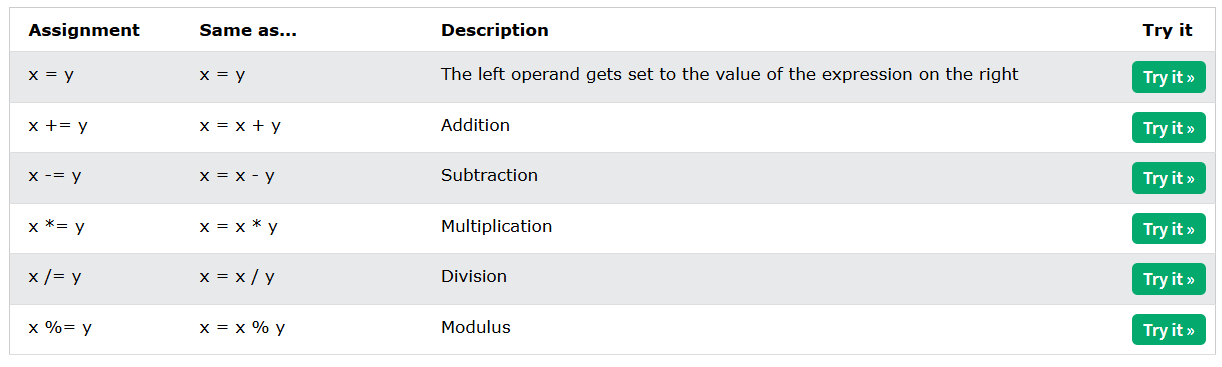 Assignment Same as... Description Try it
x = y x = y The left operand gets set to the value of the expression on the right Try it »
x += y x = x + y Addition Try it »
x -= y x = x - y Subtraction Try it »
x *= y x = x * y Multiplication Try it »
x /= y x = x / y Division Try it »
x %= y x = x % y Modulus Try it »